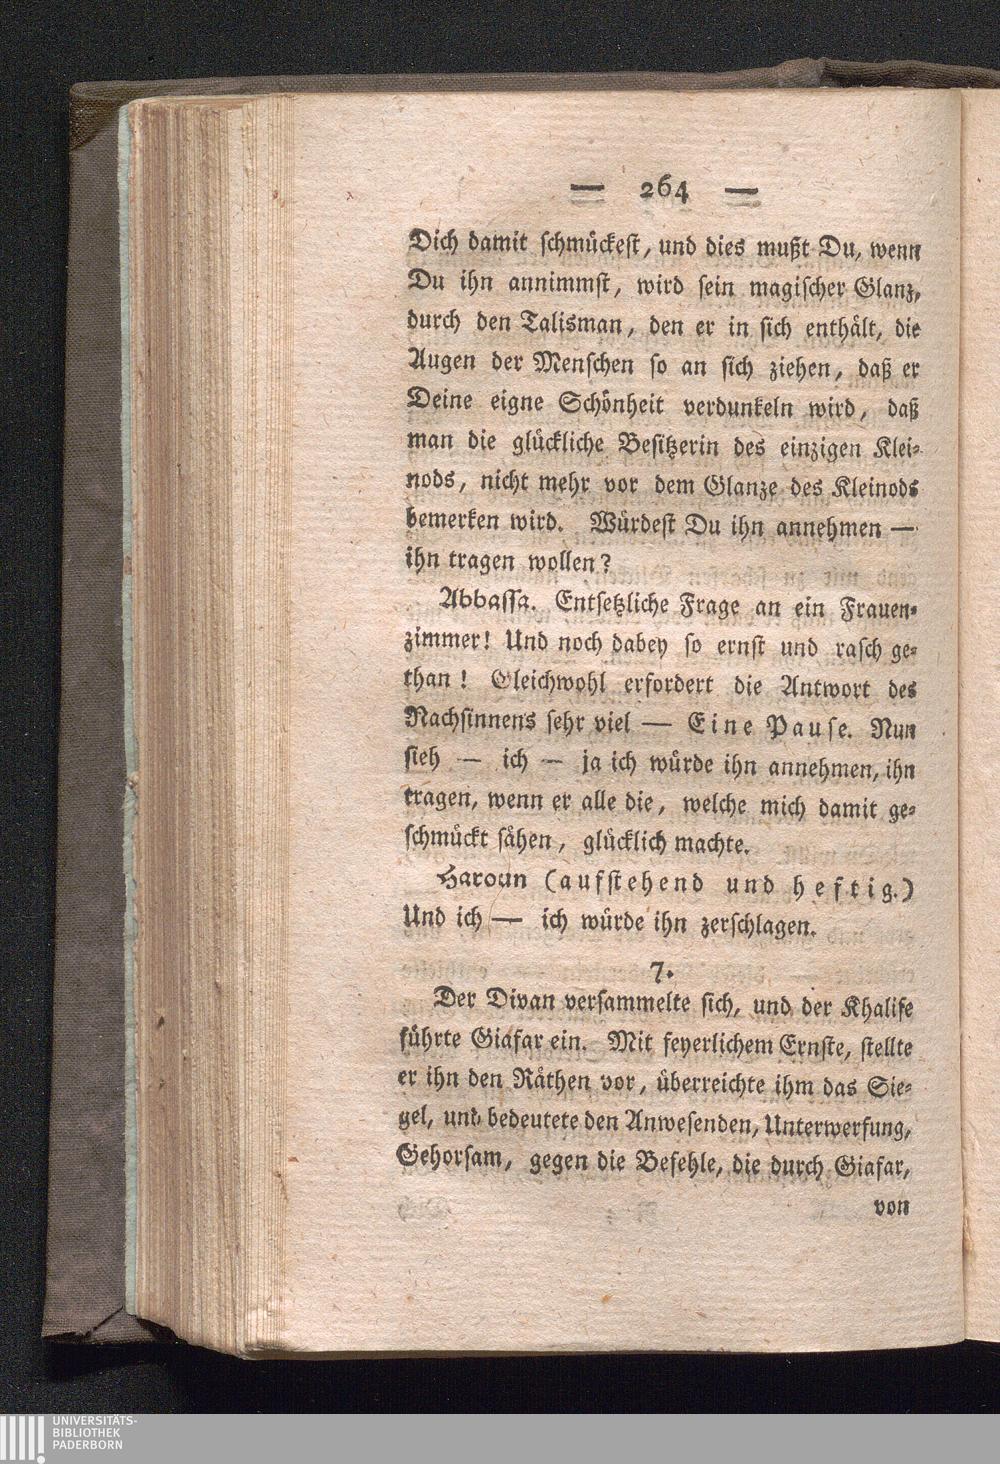 — 264 —
Dich damit schmückest, und dies mußt Du, wenn
Du ihn annimmst, wird sein magischer Glanz,
durch den Talisman, den er in sich enthält, die
Augen der Menschen so an sich ziehen, daß er
Deine eigne Schönheit verdunkeln wird, daß
man die glückliche Besitzerin des einzigen Klei-
nods, nicht mehr vor dem Glanze des Kleinods
bemerken wird. Würdest Du ihn annehmen —
ihn tragen wollen?
Abbassa. Entsetzliche Frage an ein Frauen-
zimmer! Und noch dabey so ernst und rasch ge-
than! Gleichwohl erfordert die Antwort des
Nachsinnens sehr viel — Eine Pause. Nun
sieh — ich — ja ich würde ihn annehmen, ihn
tragen, wenn er alle die, welche mich damit ge-
schmückt sähen, glücklich machte.
Haroun (aufstehend und heftig.)
Und ich — ich würde ihn zerschlagen.
7.
Der Divan versammelte sich, und der Khalife
führte Giafar ein. Mit feyerlichem Ernste, stellte
er ihn den Räthen vor, überreichte ihm das Sie-
gel, und bedeutete den Anwesenden, Unterwerfung,
Gehorsam, gegen die Befehle, die durch Giafar,
von
UNIVERSITÄTS-
BIBLIOTHEK
PADERBORN